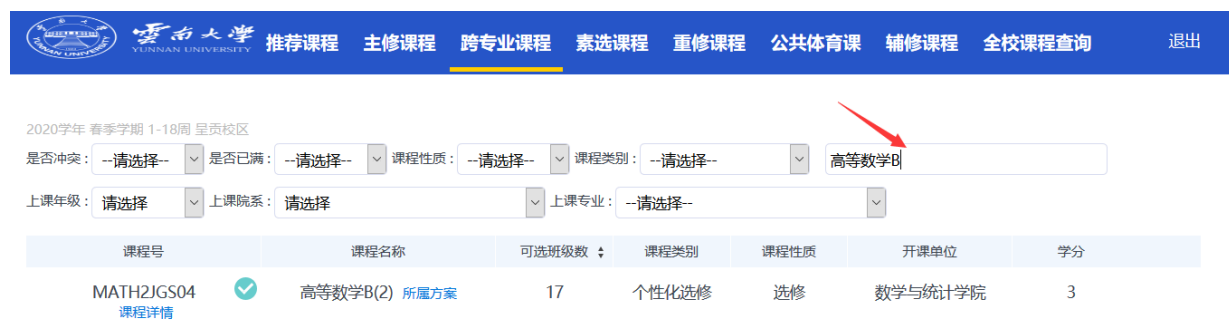 雲南大學
YUNNAN UNIVERSITY
推荐课程 主修课程 跨专业课程 素选课程 重修课程 公共体育课 辅修课程 全校课程查询 退出
2020学年 春季学期 1-18周 呈贡校区
是否冲突： --请选择-- 是否已满： --请选择-- 课程性质： --请选择-- 课程类别： --请选择-- 高等数学B
上课年级： 请选择 上课院系： 请选择 上课专业： --请选择--
课程号 课程名称 可选班级数 课程类别 课程性质 开课单位 学分
MATH2JGS04 高等数学B(2) 所属方案 17 个性化选修 选修 数学与统计学院 3
课程详情